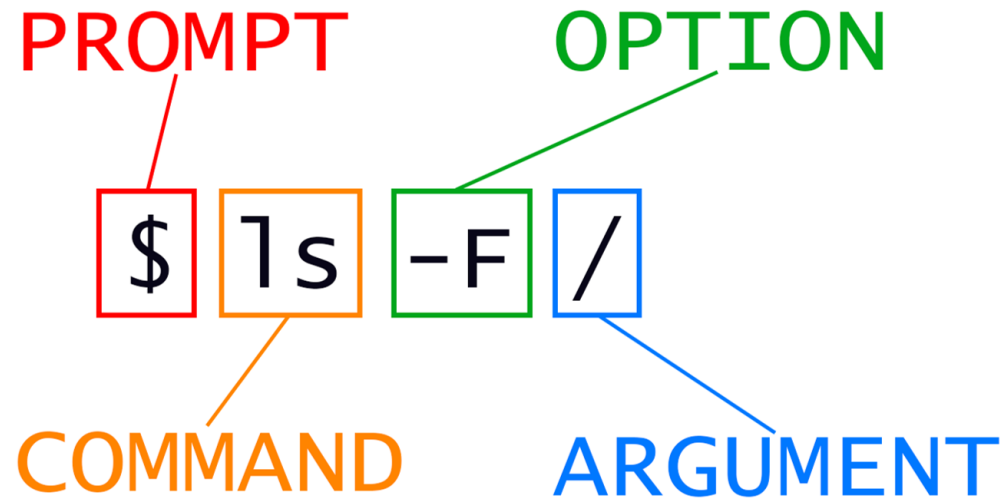 PROMPT OPTION
$ ls -F /
COMMAND ARGUMENT